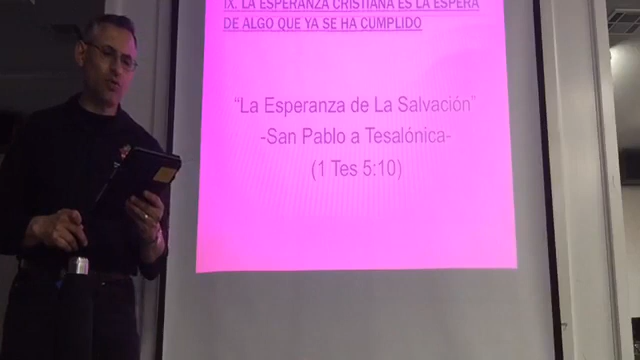 IX. LA ESPERANZA CRISTIANA ES LA ESPERA
DE ALGO QUE YA SE HA CUMPLIDO
“La Esperanza de La Salvación”
-San Pablo a Tesalónica-
(1 Tes 5:10)